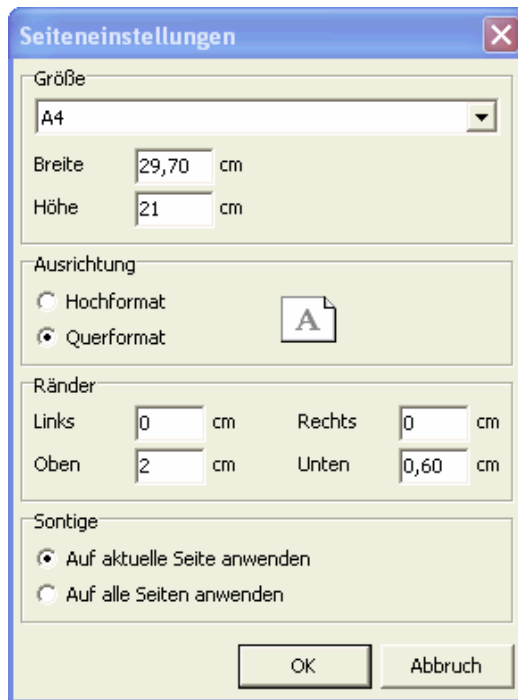 Seiteneinstellungen
Größe
A4
Breite 29,70 cm
Höhe 21 cm
Ausrichtung
Hochformat
A
Querformat
Ränder
Links 0 cm Rechts 0 cm
Oben 2 cm Unten 0,60 cm
Sontige
Auf aktuelle Seite anwenden
Auf alle Seiten anwenden
OK Abbruch